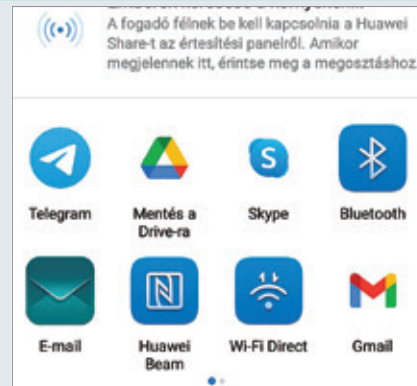 A fogadó félnek be kell kapcsolnia a Huawei
Share-t az értesítési panelről. Amikor
megjelennek itt, érintse meg a megosztáshoz
Telegram
Mentés a
Drive-ra
Skype
Bluetooth
E-mail
Huawei
Beam
Wi-Fi Direct
Gmail